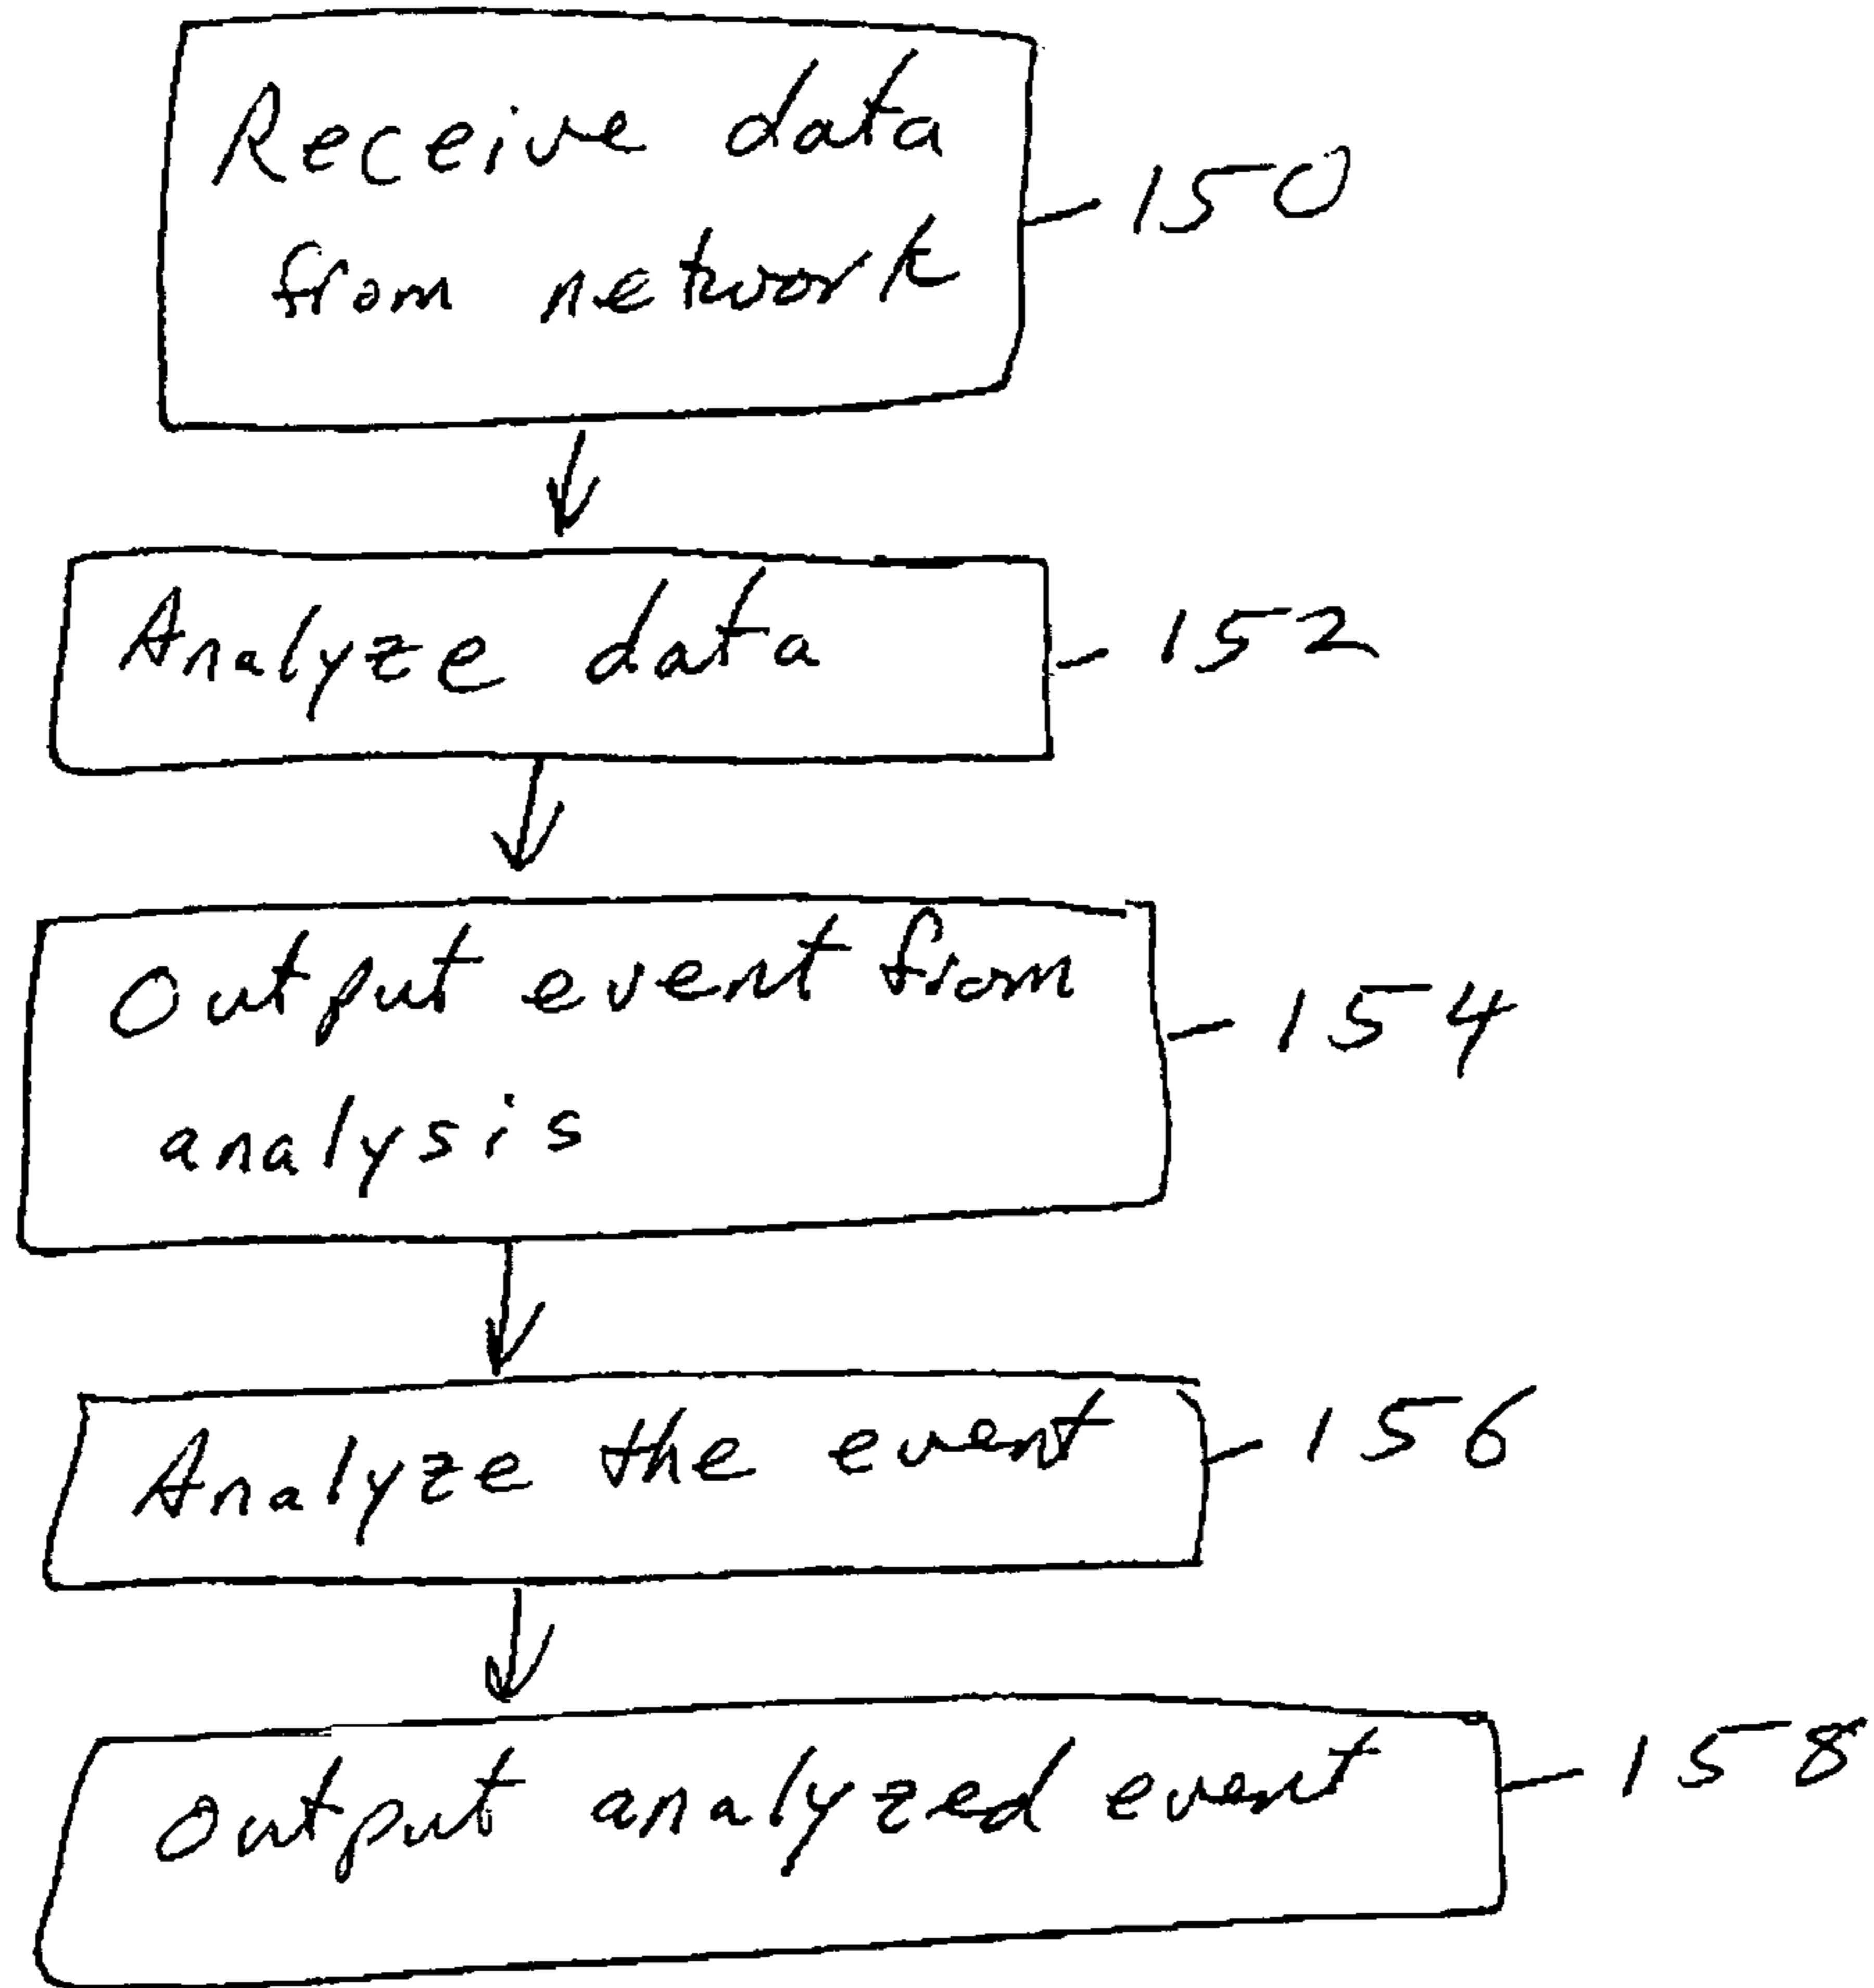 Receive data
from network
150
Analyze data
152
Output event from
analysis
154
Analyze the event
156
Output analyzed event
158